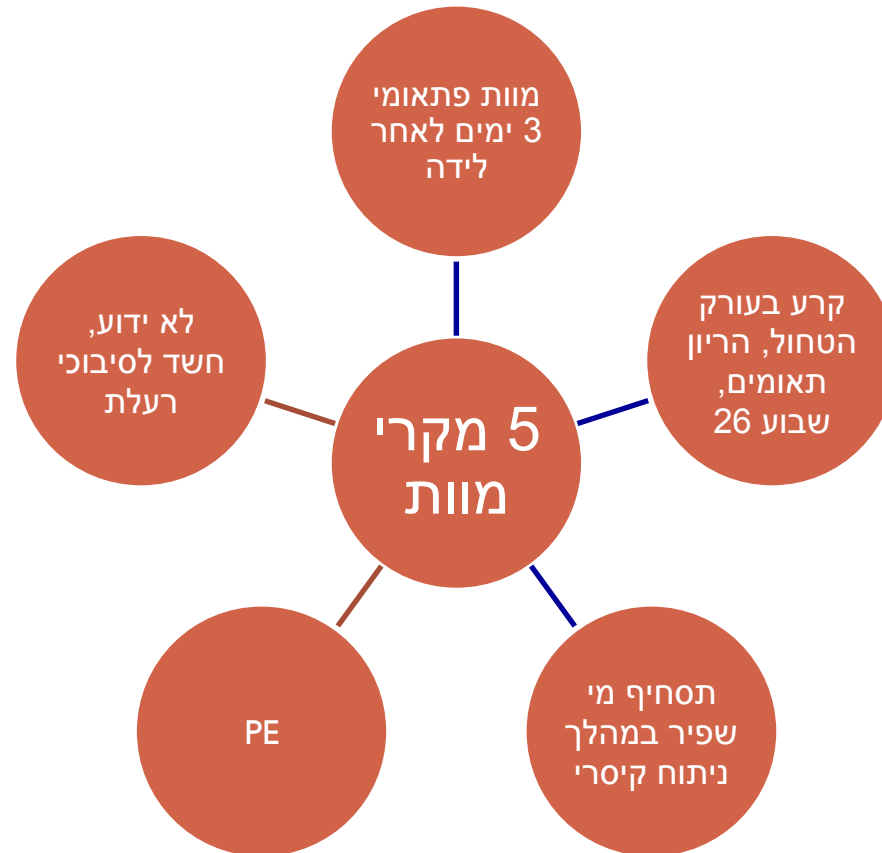 מוות פתאומי
3 ימים לאחר
לידה
קרע בעורק
הטחול, הריון
תאומים,
שבוע 26
תסחיף מי
שפיר במהלך
ניתוח קיסרי
PE
לא ידוע,
חשד לסיבוכי
רעלת
5 מקרי
מוות